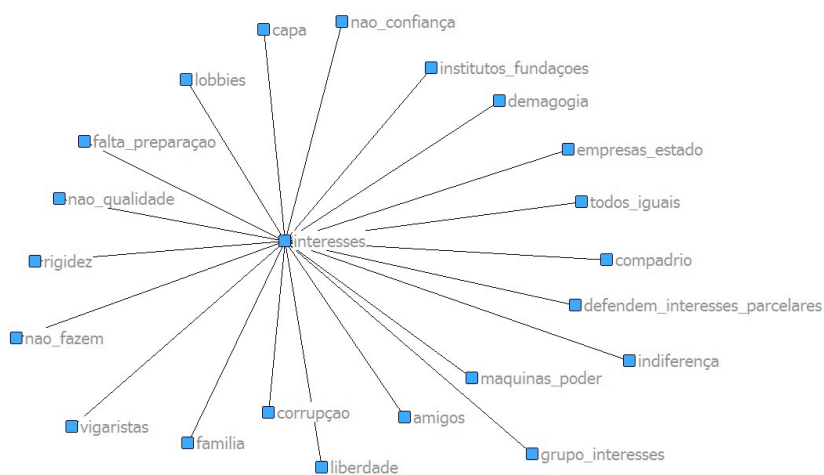 nao_confiança
capa
institutos_fundaçoes
lobbies
demagogia
falta_preparaçao
empresas_estado
nao_qualidade
todos_iguais
interesses
rigidez
compadrio
defendem_interesses_parcelares
nao_fazem
indiferença
maquinas_poder
corrupçao
amigos
vigaristas
familia
grupo_interesses
liberdade